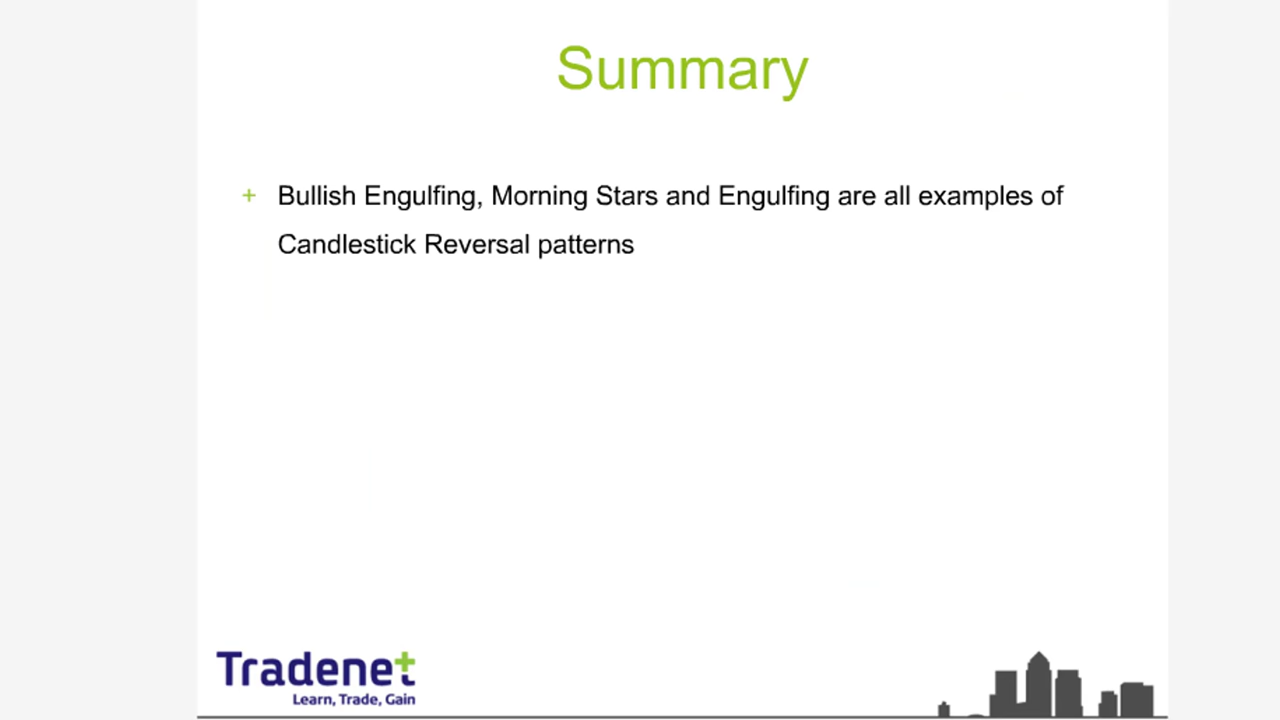 Summary
+ Bullish Engulfing, Morning Stars and Engulfing are all examples of
Candlestick Reversal patterns
Tradenet
Learn, Trade, Gain